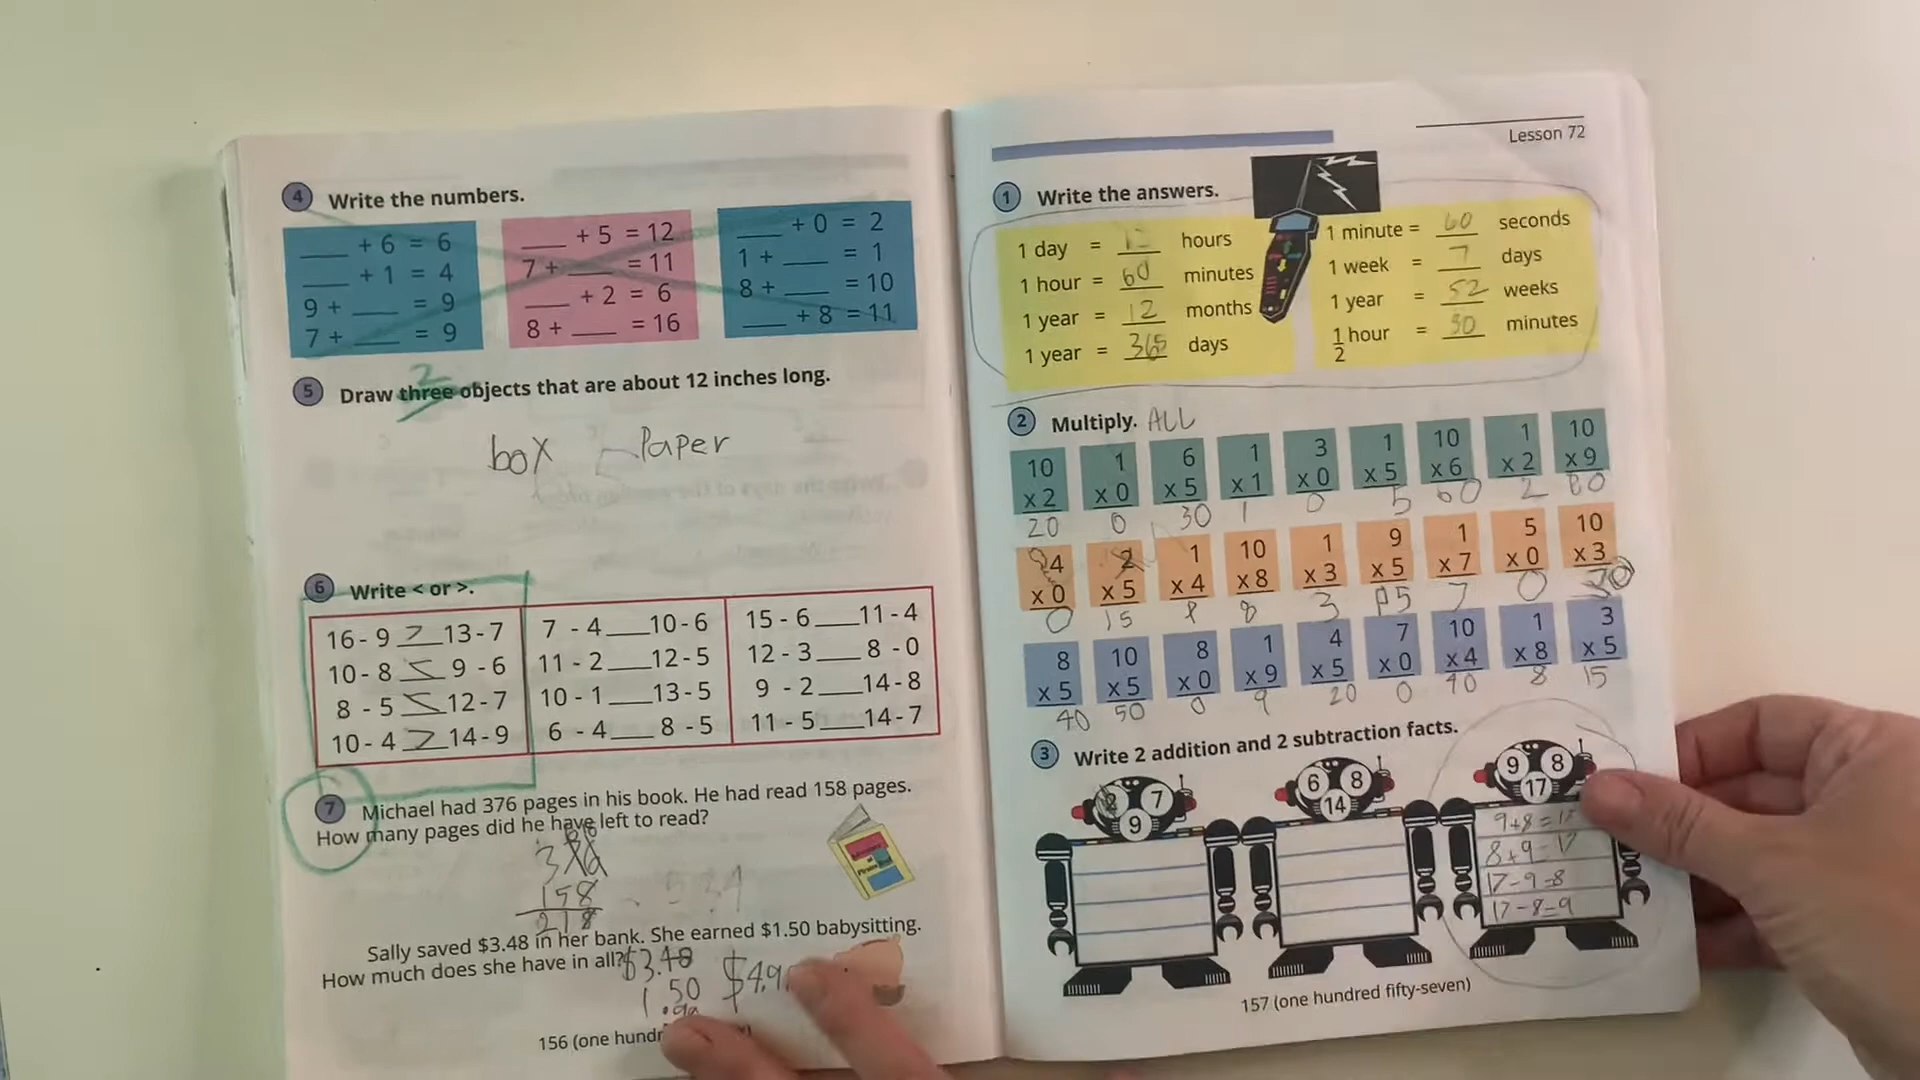 4 Write the numbers.
___ + 6 = 6
___ + 1 = 4
9 + ___ = 9
7 + ___ = 9
___ + 5 = 12
7 + ___ = 11
___ + 2 = 6
8 + ___ = 16
___ + 0 = 2
1 + ___ = 1
8 + ___ = 10
___ + 8 = 11
2
5 Draw three objects that are about 12 inches long.
box Paper
6 Write < or >.
16 - 9 > 13 - 7
10 - 8 < 9 - 6
8 - 5 < 12 - 7
10 - 4 > 14 - 9
7 - 4 ___ 10 - 6
11 - 2 ___ 12 - 5
10 - 1 ___ 13 - 5
6 - 4 ___ 8 - 5
15 - 6 ___ 11 - 4
12 - 3 ___ 8 - 0
9 - 2 ___ 14 - 8
11 - 5 ___ 14 - 7
7 Michael had 376 pages in his book. He had read 158 pages.
How many pages did he have left to read?
158
218
Sally saved $3.48 in her bank. She earned $1.50 babysitting.
How much does she have in all?
$3.48
1.50
156 (one
Lesson 72
1 Write the answers.
1 day = hours
1 hour = 60 minutes
1 year = 12 months
1 year = 365 days
1 minute = 60 seconds
1 week = 7 days
1 year = 52 weeks
1/2 hour = 30 minutes
2 Multiply. ALL
10 1 6 1 3 1 10 1 10
x 2 x 0 x 5 x 1 x 0 x 5 x 6 x 2 x 9
20 0 30 1 0 5 60 2 80
4 2 1 10 1 9 1 5 10
x 0 x 5 x 4 x 8 x 3 x 5 x 7 x 0 x 3
0 15 8 3 7 0 30
8 10 8 1 4 7 10 1 3
x 5 x 5 x 0 x 9 x 5 x 0 x 4 x 8 x 5
40 50 0 9 20 0 40 8 15
3 Write 2 addition and 2 subtraction facts.
2 7
9
6 8
14
9 8
17
9+8=
8+9=17
17-9=8
17-8=9
157 (one hundred fifty-seven)